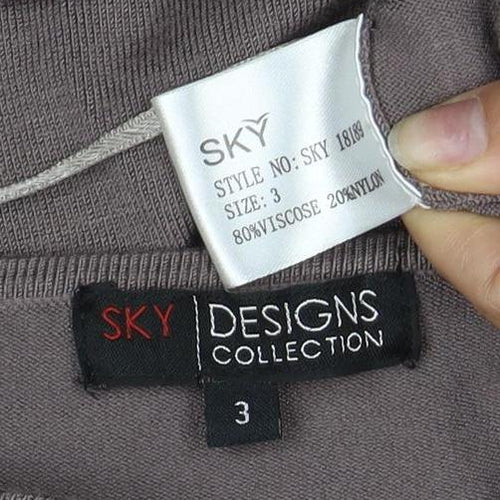 SKY
STYLE NO: SKY 18189
SIZE: 3
80%VISCOSE 20%NYLON
SKY DESIGNS
COLLECTION
3